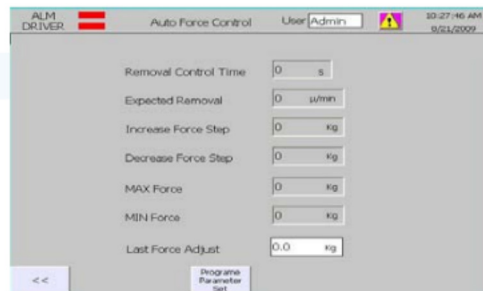 ALM DRIVER Auto Force Control User Admin 10:27:46 AM 8/21/2009
Removal Control Time 0 s
Expected Removal 0 μ/min
Increase Force Step 0 Kg
Decrease Force Step 0 Kg
MAX Force 0 Kg
MIN Force 0 Kg
Last Force Adjust 0.0 Kg
<< Programe Parameter Set